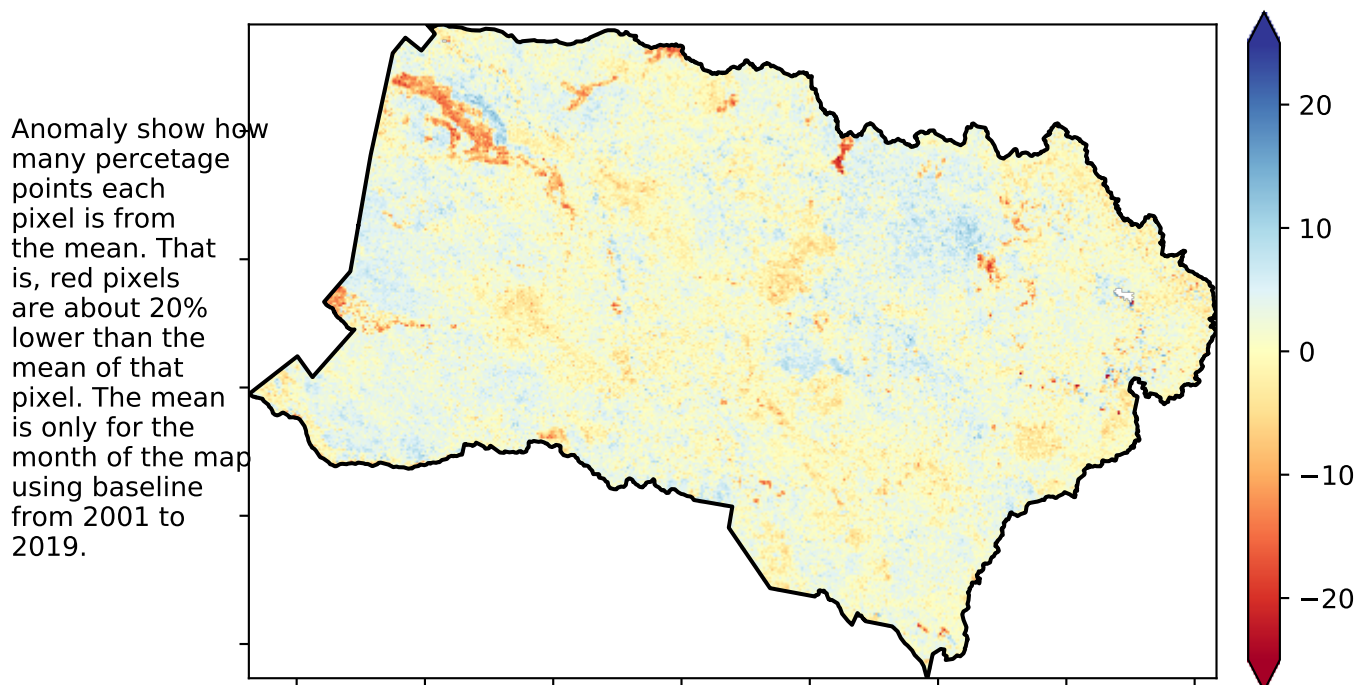 Anomaly show how
many percetage
points each
pixel is from
the mean. That
is, red pixels
are about 20%
lower than the
mean of that
pixel. The mean
is only for the
month of the map
using baseline
from 2001 to
2019.
20
10
0
−10
−20